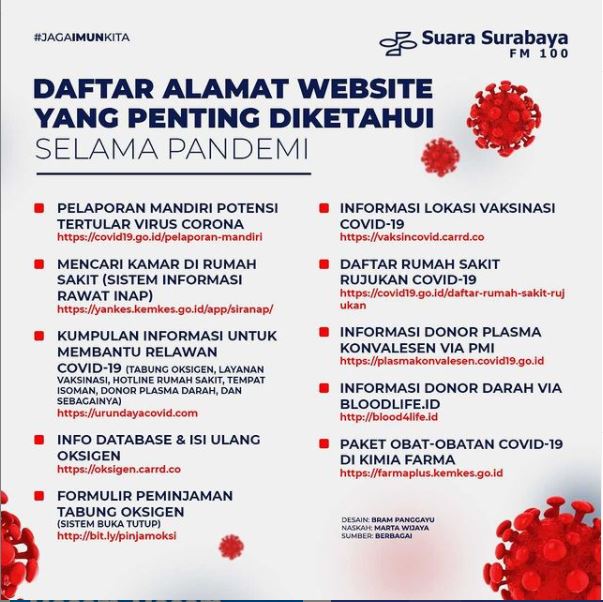 #JAGAIMUNKITA
Suara Surabaya
FM 100
DAFTAR ALAMAT WEBSITE
YANG PENTING DIKETAHUI
SELAMA PANDEMI
PELAPORAN MANDIRI POTENSI
TERTULAR VIRUS CORONA
https://covid19.go.id/pelaporan-mandiri
MENCARI KAMAR DI RUMAH
SAKIT (SISTEM INFORMASI
RAWAT INAP)
https://yankes.kemkes.go.id/app/siranap/
KUMPULAN INFORMASI UNTUK
MEMBANTU RELAWAN
COVID-19 (TABUNG OKSIGEN, LAYANAN
VAKSINASI, HOTLINE RUMAH SAKIT, TEMPAT
ISOMAN, DONOR PLASMA DARAH, DAN
SEBAGAINYA)
https://urundayacovid.com
INFO DATABASE & ISI ULANG
OKSIGEN
https://oksigen.carrd.co
FORMULIR PEMINJAMAN
TABUNG OKSIGEN
(SISTEM BUKA TUTUP)
http://bit.ly/pinjamoksi
INFORMASI LOKASI VAKSINASI
COVID-19
https://vaksincovid.carrd.co
DAFTAR RUMAH SAKIT
RUJUKAN COVID-19
https://covid19.go.id/daftar-rumah-sakit-ruj
ukan
INFORMASI DONOR PLASMA
KONVALESEN VIA PMI
https://plasmakonvalesen.covid19.go.id
INFORMASI DONOR DARAH VIA
BLOODLIFE.ID
http://blood4life.id
PAKET OBAT-OBATAN COVID-19
DI KIMIA FARMA
https://farmaplus.kemkes.go.id
DESAIN: BRAM PANGGAYU
NASKAH: MARTA WIJAYA
SUMBER: BERBAGAI